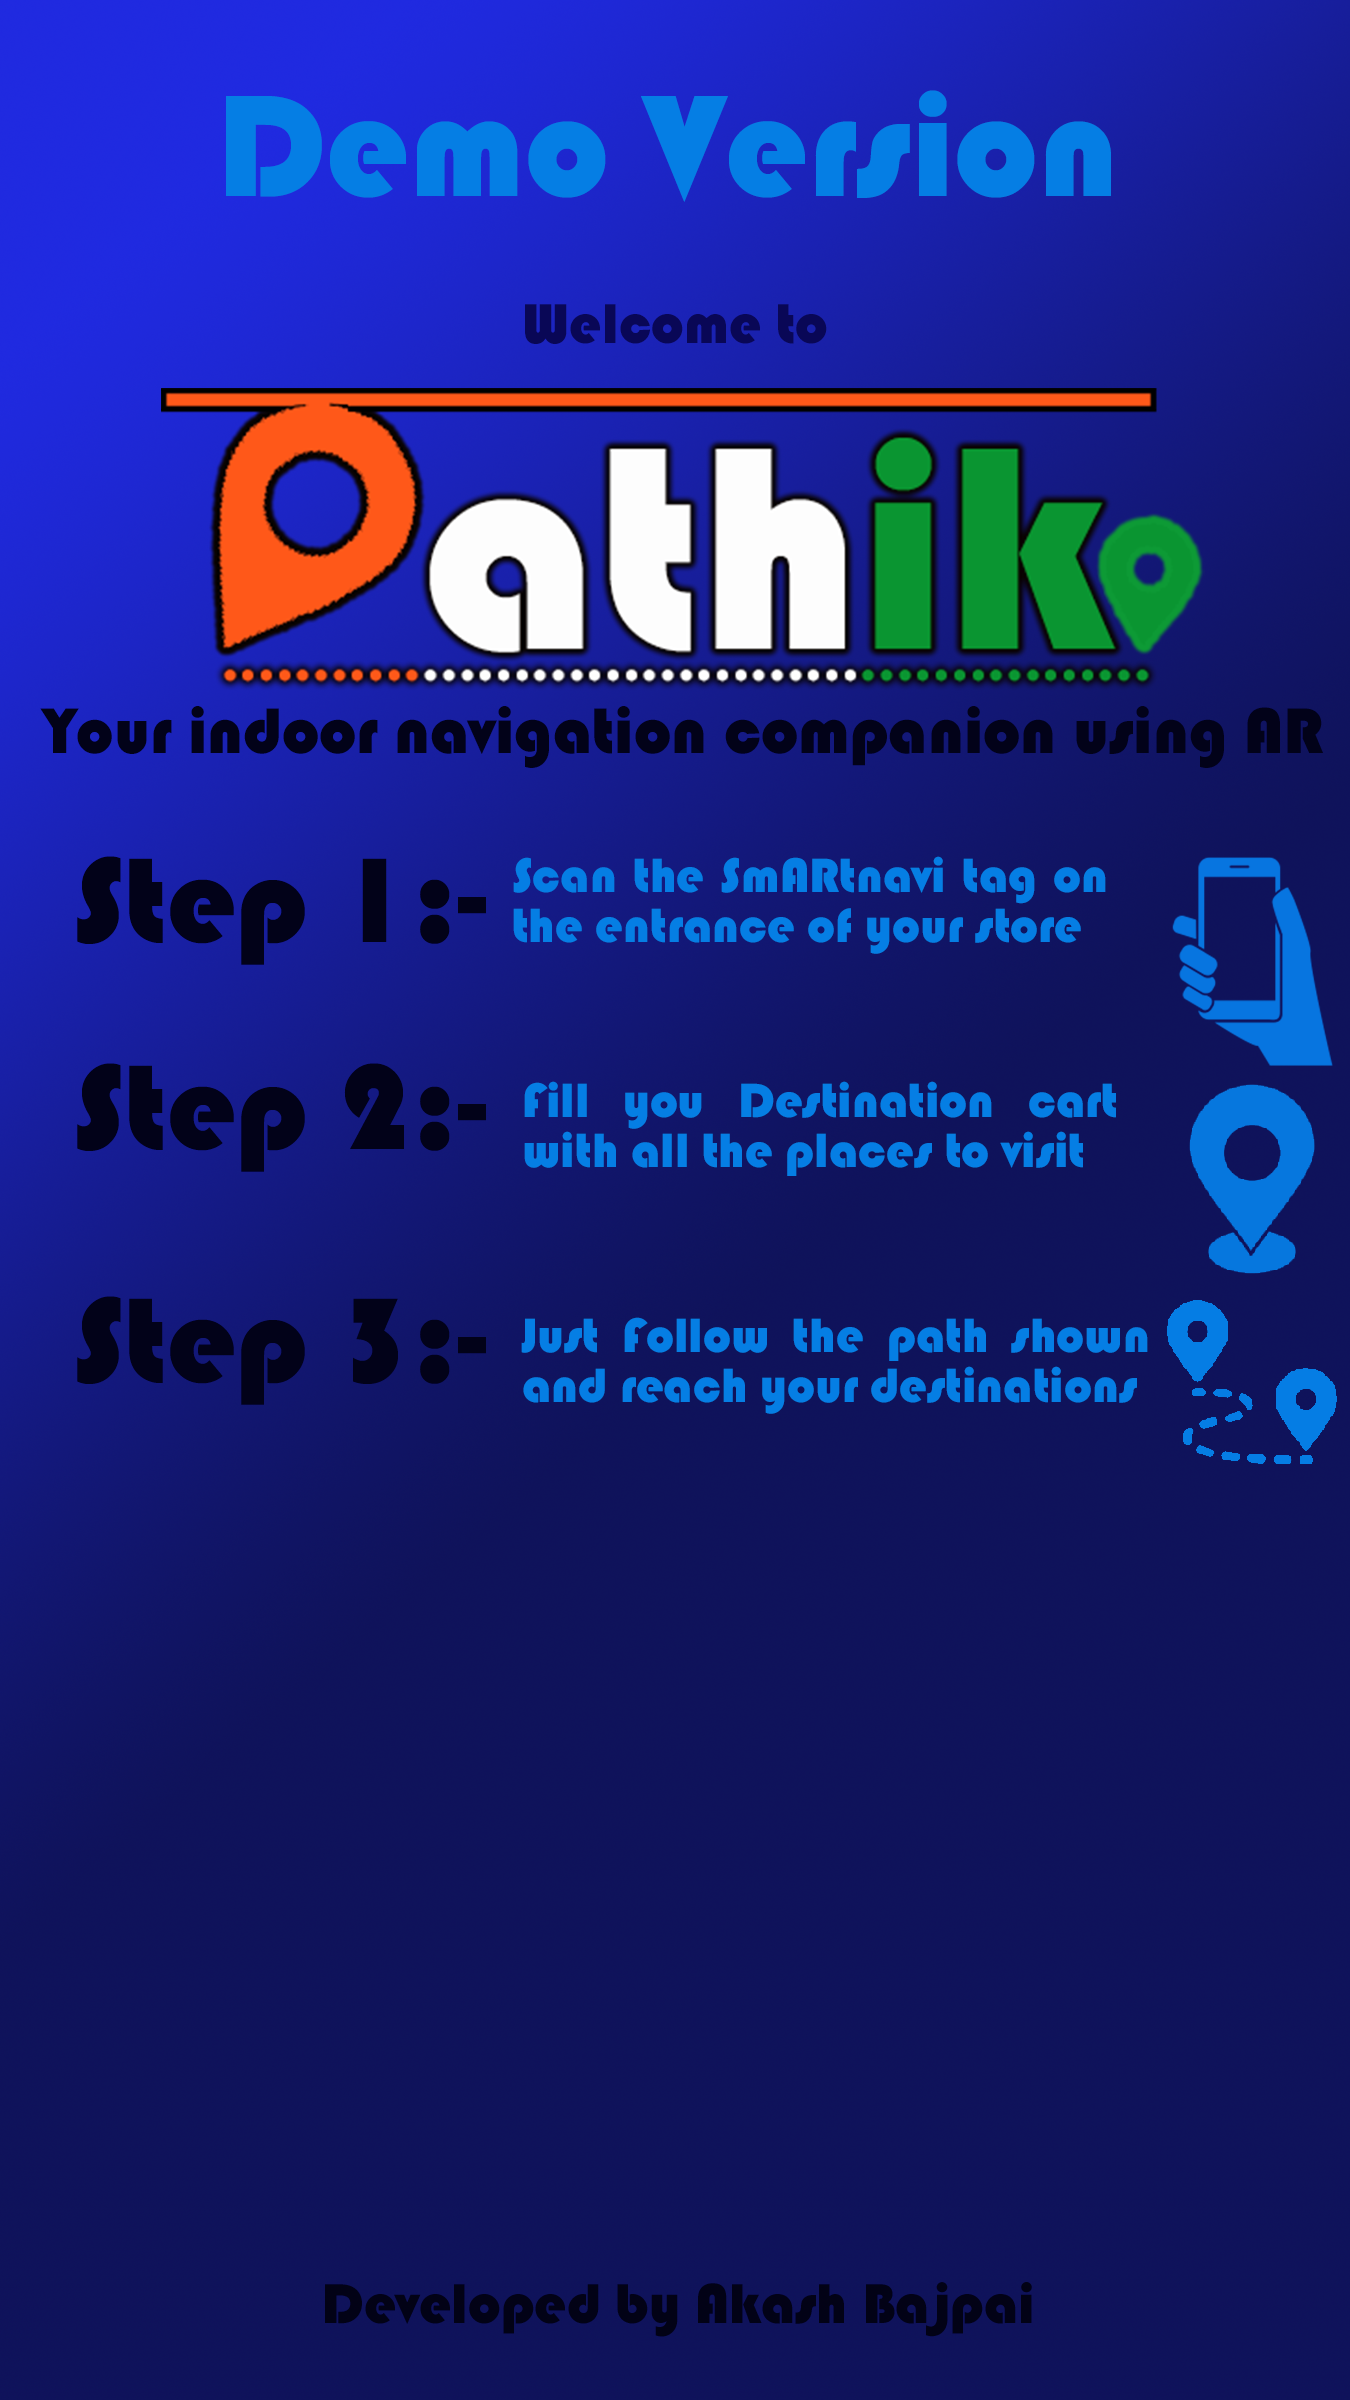 Demo Version
Welcome to
Pathik
Your indoor navigation companion using AR
Step 1:- Scan the SmARtnavi tag on
the entrance of your store
Step 2:- Fill you Destination cart
with all the places to visit
Step 3:- Just Follow the path shown
and reach your destinations
Developed by Akash Bajpai